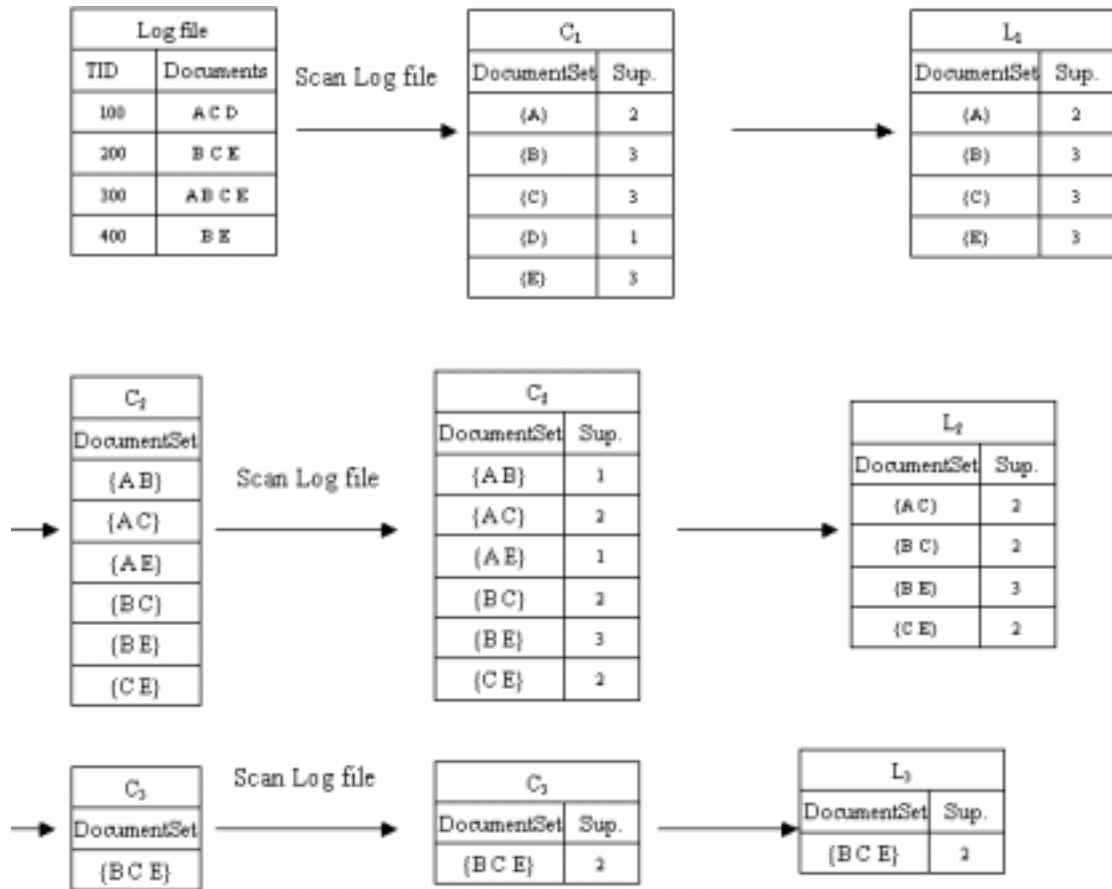 Log file
TID Documents
100 A C D
200 B C E
300 A B C E
400 B E
Scan Log file
C₁
DocumentSet Sup.
{A} 2
{B} 3
{C} 3
{D} 1
{E} 3
L₁
DocumentSet Sup.
{A} 2
{B} 3
{C} 3
{E} 3
C₂
DocumentSet
{A B}
{A C}
{A E}
{B C}
{B E}
{C E}
Scan Log file
C₂
DocumentSet Sup.
{A B} 1
{A C} 2
{A E} 1
{B C} 2
{B E} 3
{C E} 2
L₂
DocumentSet Sup.
{A C} 2
{B C} 2
{B E} 3
{C E} 2
C₃
DocumentSet
{B C E}
Scan Log file
C₃
DocumentSet Sup.
{B C E} 2
L₃
DocumentSet Sup.
{B C E} 2